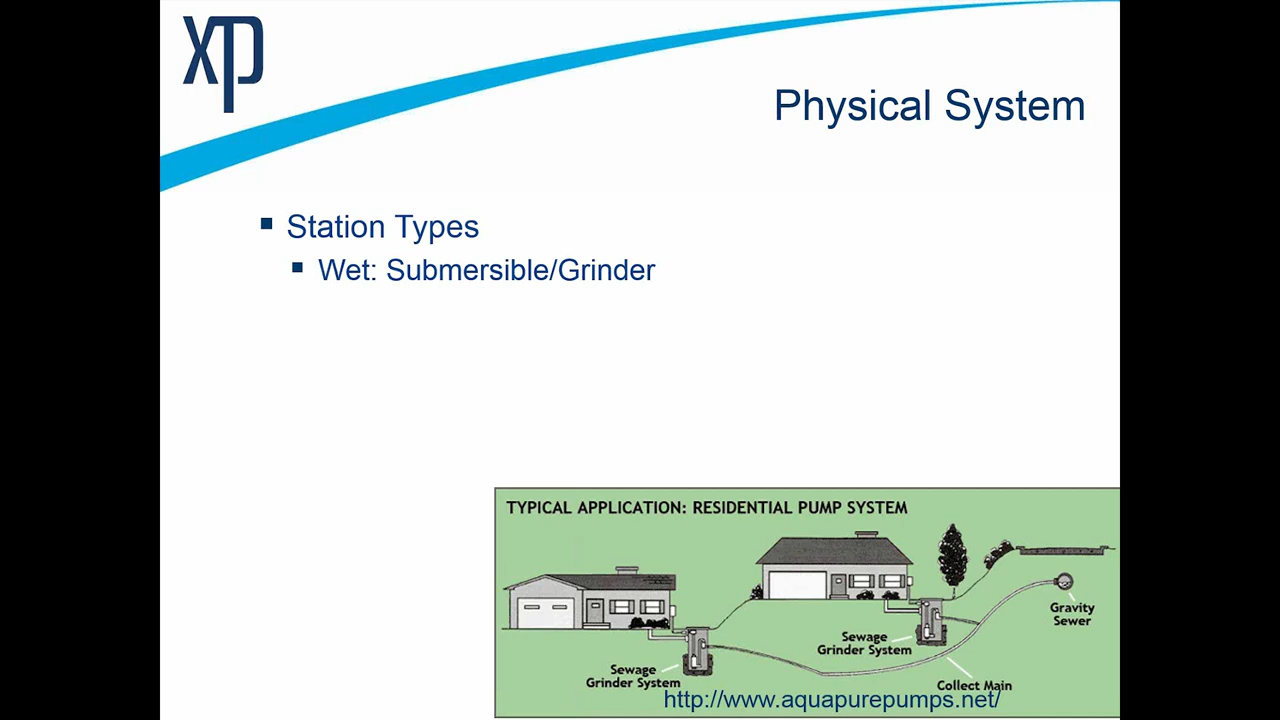 xp
Physical System
Station Types
Wet: Submersible/Grinder
TYPICAL APPLICATION: RESIDENTIAL PUMP SYSTEM
Gravity
Sewer
Sewage
Grinder System
Sewage
Grinder System
Collect Main
http://www.aquapurepumps.net/